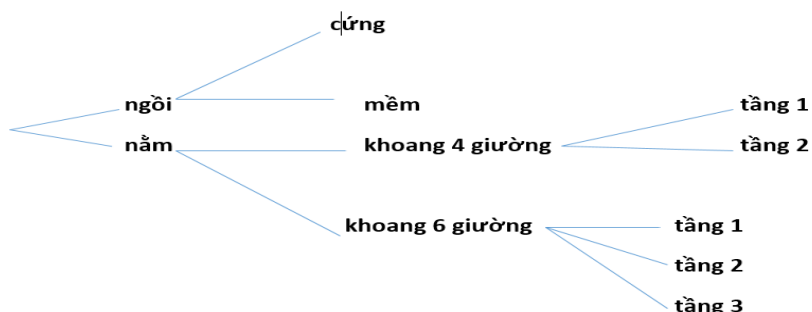 cứng
ngồi
mềm
tầng 1
nằm
khoang 4 giường
tầng 2
khoang 6 giường
tầng 1
tầng 2
tầng 3